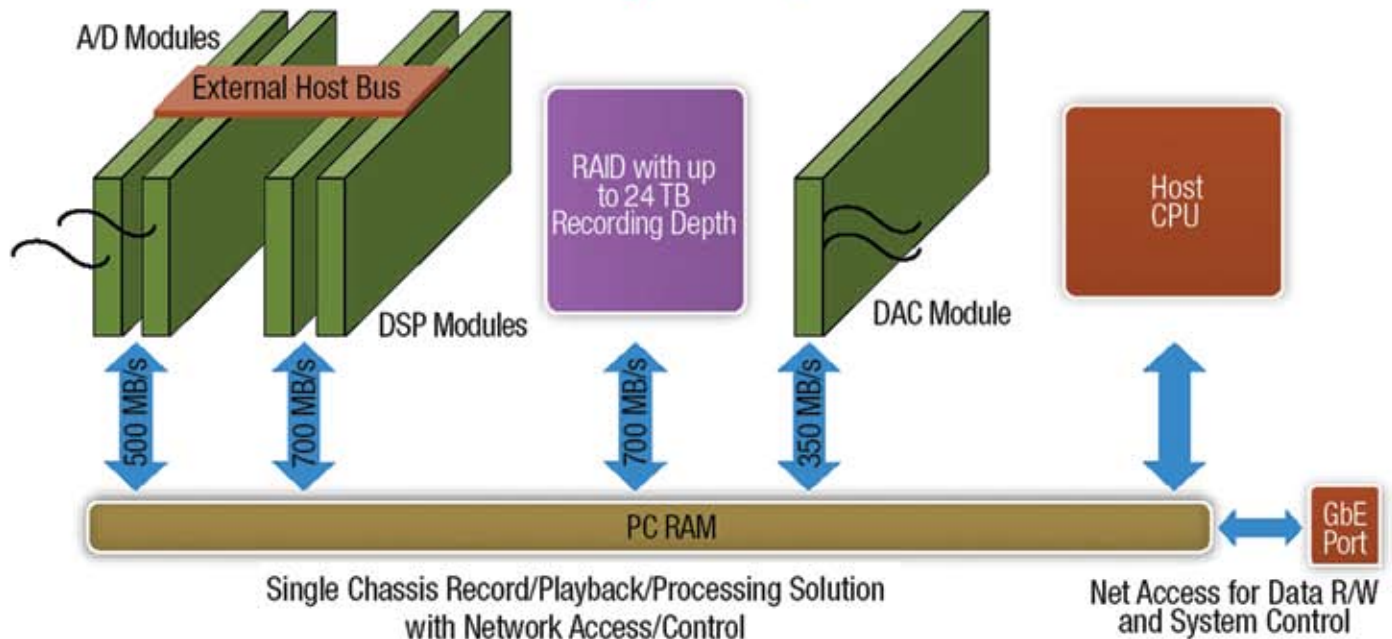 A/D Modules
External Host Bus
RAID with up
to 24 TB
Recording Depth
Host
CPU
DSP Modules
DAC Module
500 MB/s
700 MB/s
700 MB/s
350 MB/s
PC RAM
GbE
Port
Single Chassis Record/Playback/Processing Solution
with Network Access/Control
Net Access for Data R/W
and System Control